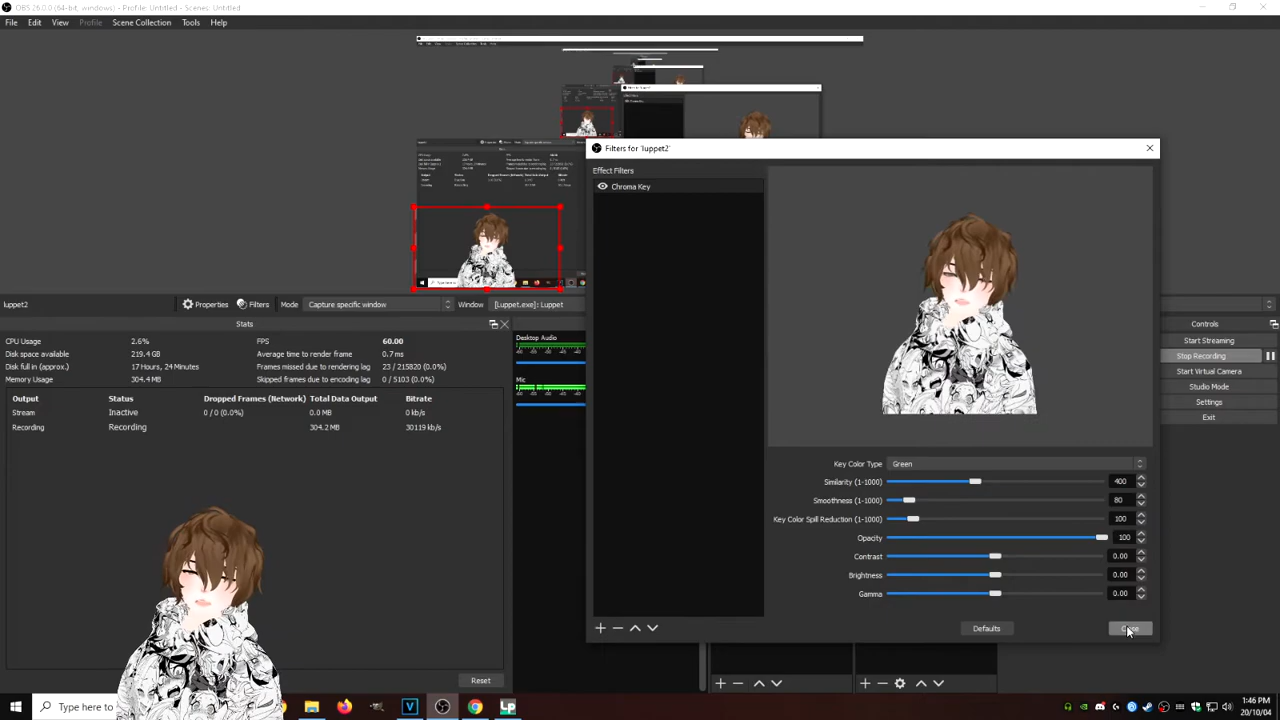 OBS 26.0.0 (64-bit, windows) - Profile: Untitled - Scenes: Untitled
File Edit View Profile Scene Collection Tools Help
Filters for 'luppet2'
Effect Filters
Chroma Key
luppet2 Properties Filters Mode Capture specific window Window [Luppet.exe]: Luppet
Stats
CPU Usage 2.6% FPS 60.00
Disk space available 219.4 GB Average time to render frame 0.7 ms
Disk full in (approx.) 17 Hours, 24 Minutes Frames missed due to rendering lag 23 / 215820 (0.0%)
Memory Usage 304.4 MB Skipped frames due to encoding lag 0 / 5103 (0.0%)
Output Status Dropped Frames (Network) Total Data Output Bitrate
Stream Inactive 0 / 0 (0.0%) 0.0 MB 0 kb/s
Recording Recording 304.2 MB 30119 kb/s
Reset
Desktop Audio
Mic
Key Color Type Green
Similarity (1-1000) 400
Smoothness (1-1000) 80
Key Color Spill Reduction (1-1000) 100
Opacity 100
Contrast 0.00
Brightness 0.00
Gamma 0.00
Defaults Close
Controls
Start Streaming
Stop Recording
Start Virtual Camera
Studio Mode
Settings
Exit
Type here to
V LP
1:46 PM
20/10/04